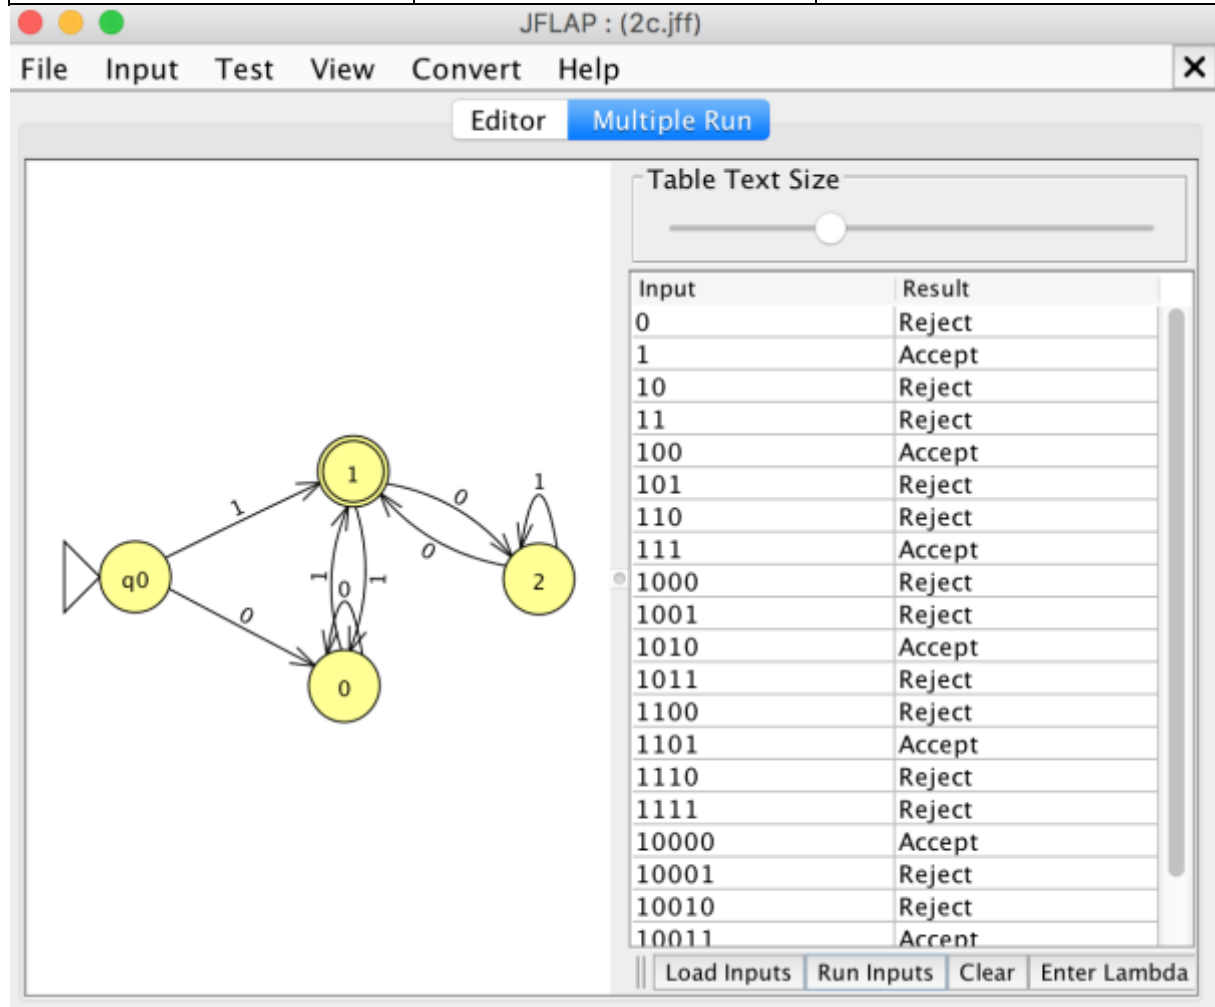 JFLAP : (2c.jff)
File Input Test View Convert Help
Editor Multiple Run
Table Text Size
Input Result
0 Reject
1 Accept
10 Reject
11 Reject
100 Accept
101 Reject
110 Reject
111 Accept
1000 Reject
1001 Reject
1010 Accept
1011 Reject
1100 Reject
1101 Accept
1110 Reject
1111 Reject
10000 Accept
10001 Reject
10010 Reject
10011 Accept
Load Inputs Run Inputs Clear Enter Lambda
1
1
0
1
0
q0
1
0
1
2
0
0